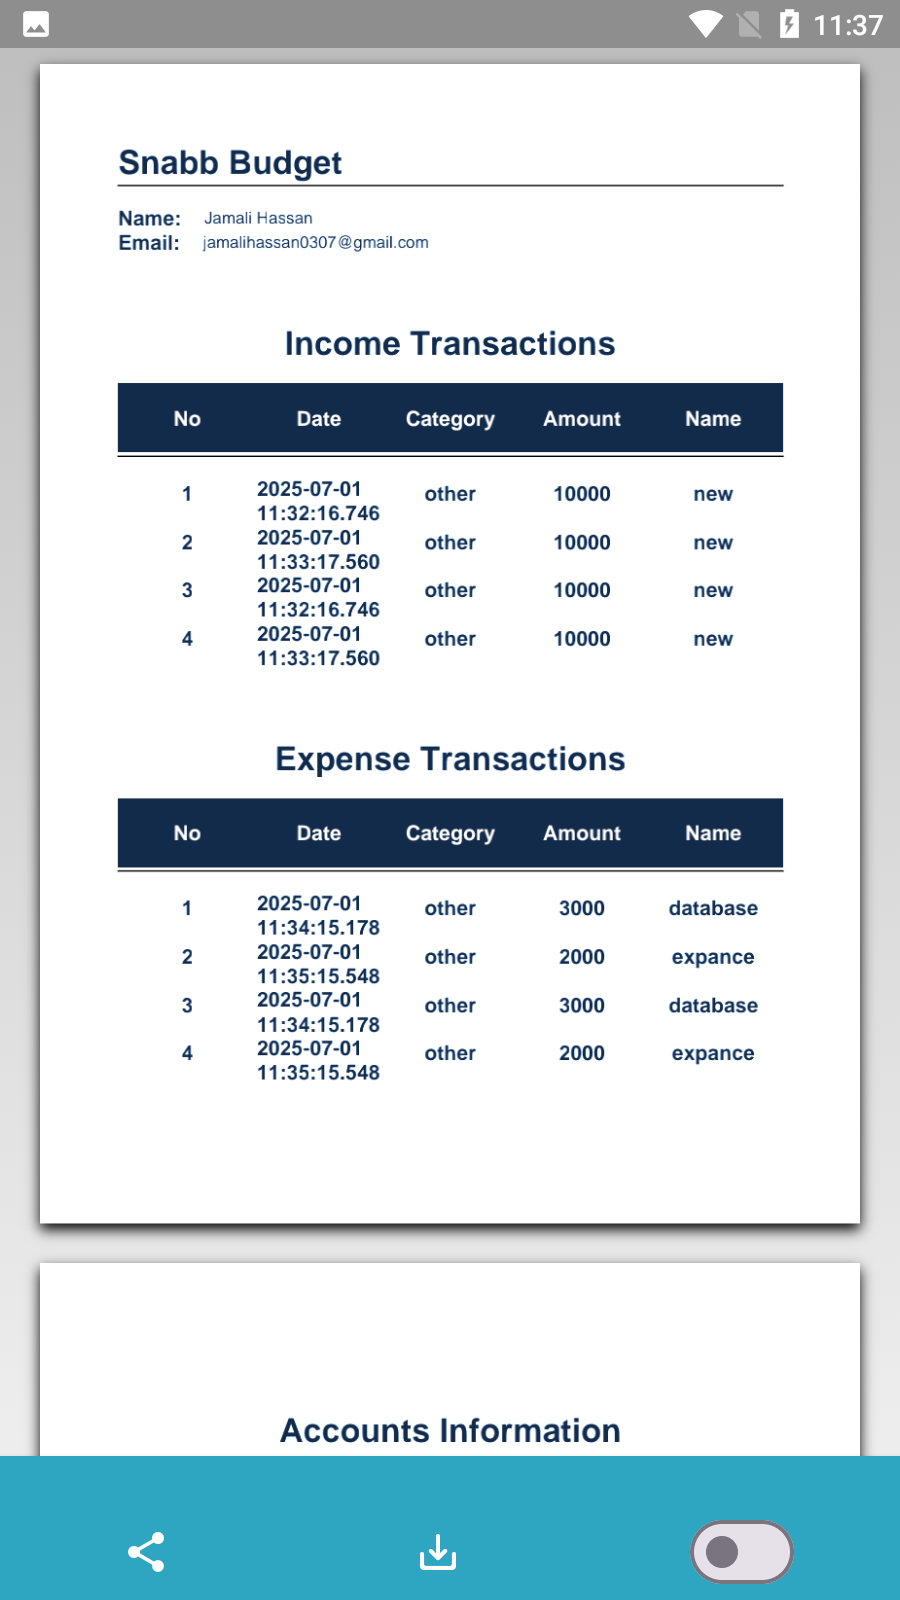 11:37
Snabb Budget
Name: Jamali Hassan
Email: jamalihassan0307@gmail.com
Income Transactions
No Date Category Amount Name
1 2025-07-01 11:32:16.746 other 10000 new
2 2025-07-01 11:33:17.560 other 10000 new
3 2025-07-01 11:32:16.746 other 10000 new
4 2025-07-01 11:33:17.560 other 10000 new
Expense Transactions
No Date Category Amount Name
1 2025-07-01 11:34:15.178 other 3000 database
2 2025-07-01 11:35:15.548 other 2000 expance
3 2025-07-01 11:34:15.178 other 3000 database
4 2025-07-01 11:35:15.548 other 2000 expance
Accounts Information